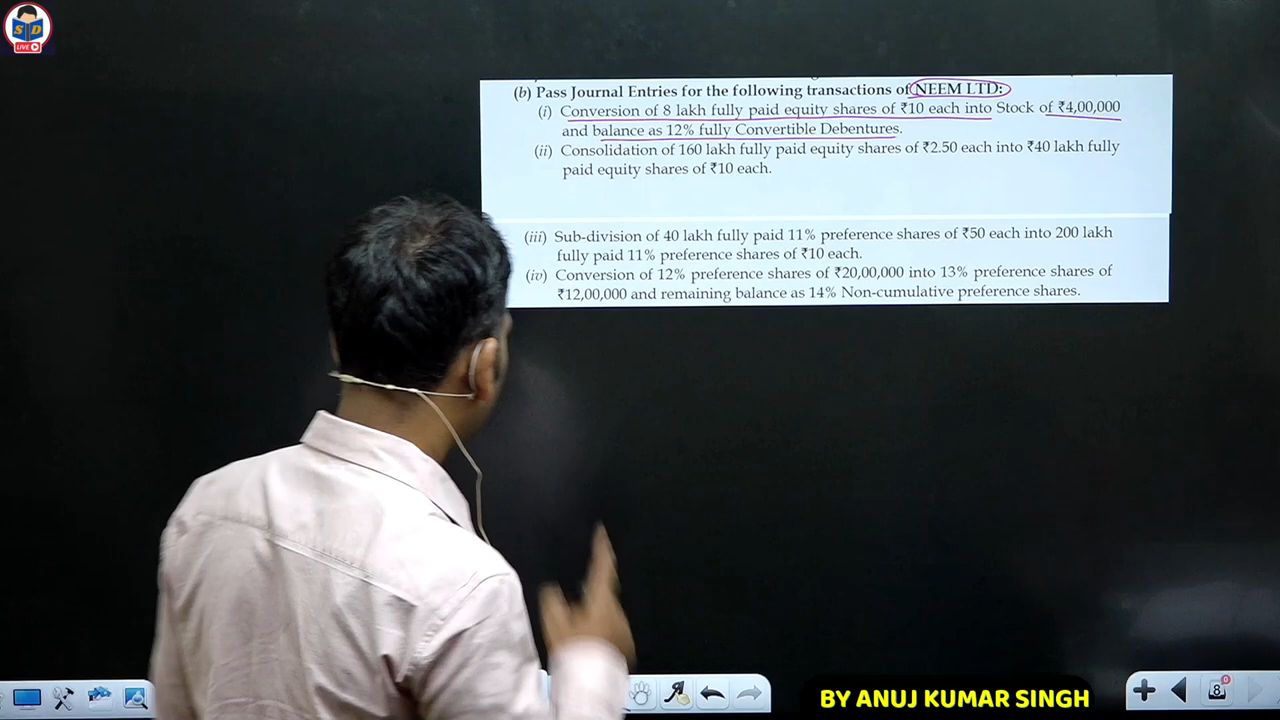 S D
LIVE
(b) Pass Journal Entries for the following transactions of NEEM LTD:
(i) Conversion of 8 lakh fully paid equity shares of ₹10 each into Stock of ₹4,00,000
and balance as 12% fully Convertible Debentures.
(ii) Consolidation of 160 lakh fully paid equity shares of ₹2.50 each into ₹40 lakh fully
paid equity shares of ₹10 each.
(iii) Sub-division of 40 lakh fully paid 11% preference shares of ₹50 each into 200 lakh
fully paid 11% preference shares of ₹10 each.
(iv) Conversion of 12% preference shares of ₹20,00,000 into 13% preference shares of
₹12,00,000 and remaining balance as 14% Non-cumulative preference shares.
8
0
BY ANUJ KUMAR SINGH